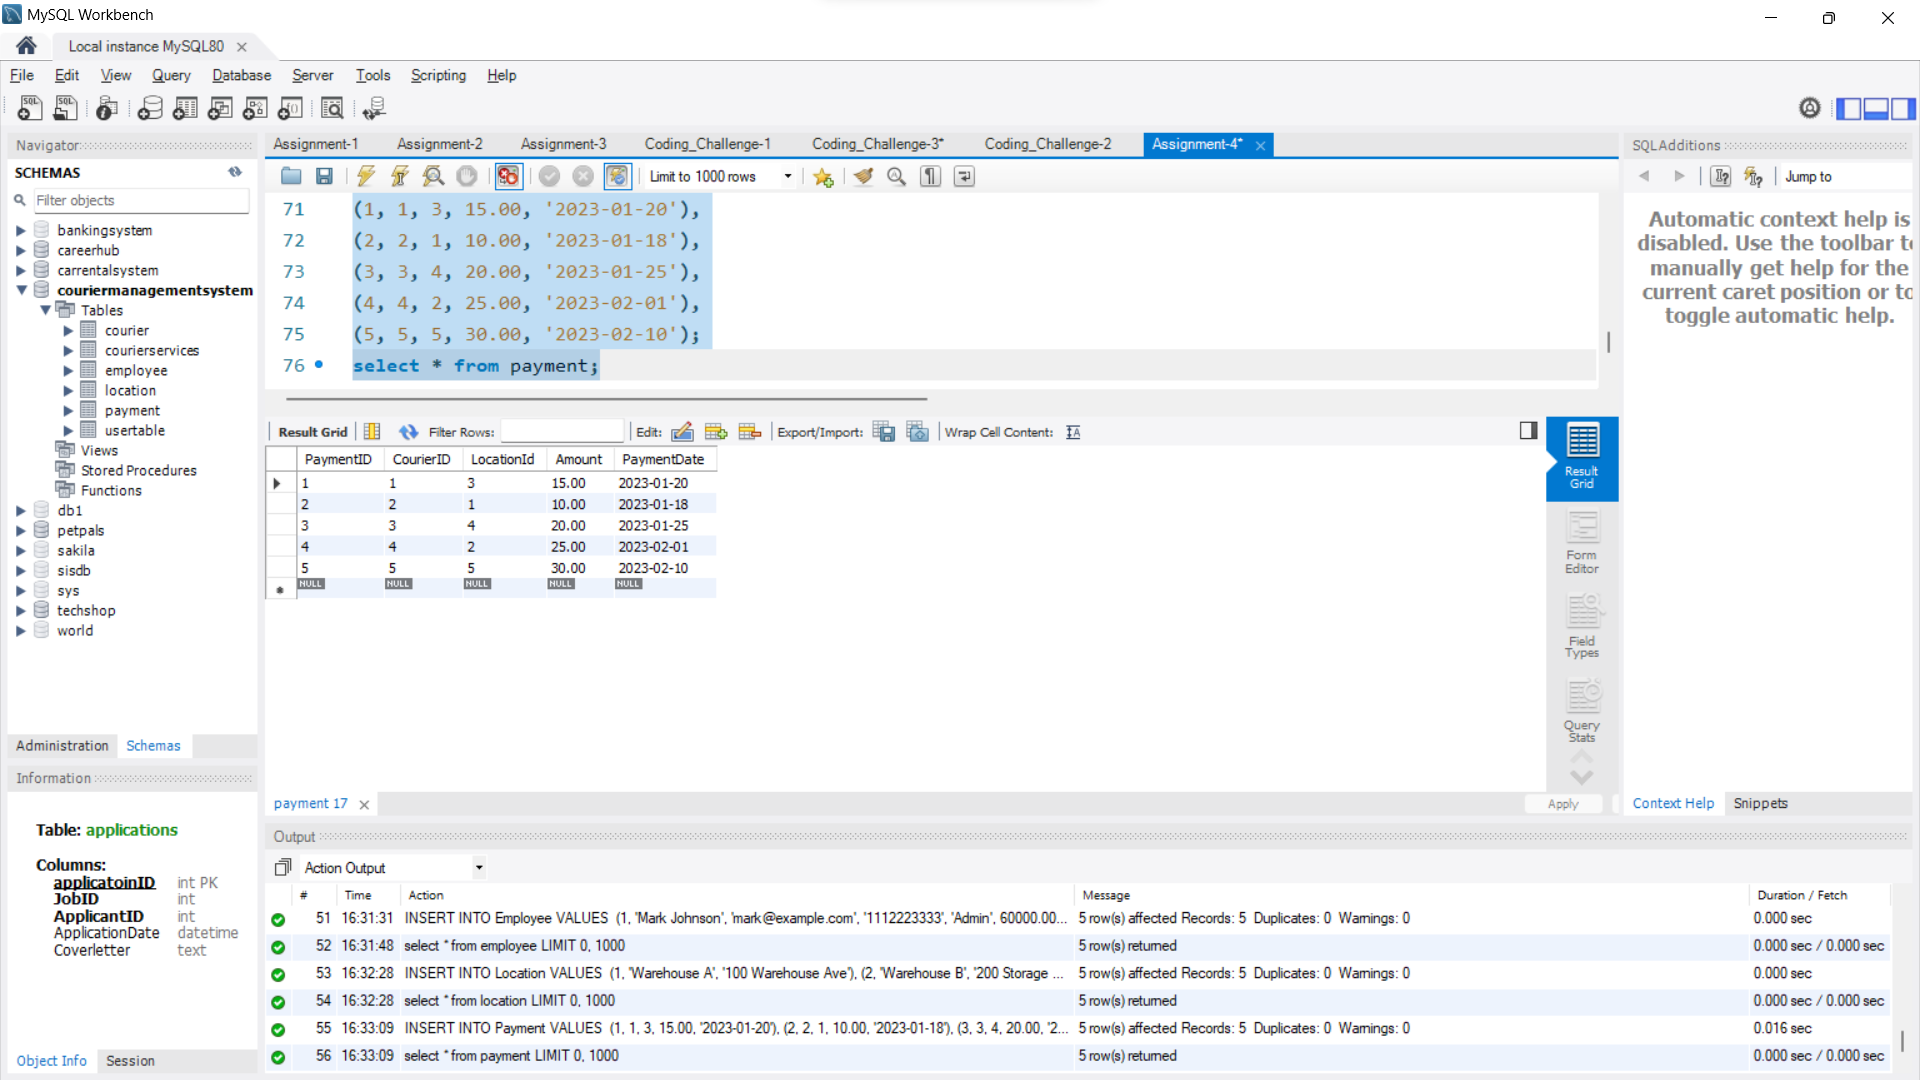 MySQL Workbench
Local instance MySQL80
File Edit View Query Database Server Tools Scripting Help
Navigator
SCHEMAS
Filter objects
bankingsystem
careerhub
carrentalsystem
couriermanagementsystem
Tables
courier
courierservices
employee
location
payment
usertable
Views
Stored Procedures
Functions
db1
petpals
sakila
sisdb
sys
techshop
world
Administration Schemas
Information
Table: applications
Columns:
applicatoinID int PK
JobID int
ApplicantID int
ApplicationDate datetime
Coverletter text
Object Info Session
Assignment-1 Assignment-2 Assignment-3 Coding_Challenge-1 Coding_Challenge-3* Coding_Challenge-2 Assignment-4*
Limit to 1000 rows
71 (1, 1, 3, 15.00, '2023-01-20'),
72 (2, 2, 1, 10.00, '2023-01-18'),
73 (3, 3, 4, 20.00, '2023-01-25'),
74 (4, 4, 2, 25.00, '2023-02-01'),
75 (5, 5, 5, 30.00, '2023-02-10');
76 select * from payment;
Result Grid Filter Rows: Edit: Export/Import: Wrap Cell Content:
PaymentID CourierID LocationId Amount PaymentDate
1 1 3 15.00 2023-01-20
2 2 1 10.00 2023-01-18
3 3 4 20.00 2023-01-25
4 4 2 25.00 2023-02-01
5 5 5 30.00 2023-02-10
NULL NULL NULL NULL NULL
Result
Grid
Form
Editor
Field
Types
Query
Stats
payment 17 Apply
SQLAdditions
Jump to
Automatic context help is
disabled. Use the toolbar to
manually get help for the
current caret position or to
toggle automatic help.
Context Help Snippets
Output
Action Output
# Time Action Message Duration / Fetch
51 16:31:31 INSERT INTO Employee VALUES (1, 'Mark Johnson', 'mark@example.com', '1112223333', 'Admin', 60000.00... 5 row(s) affected Records: 5 Duplicates: 0 Warnings: 0 0.000 sec
52 16:31:48 select * from employee LIMIT 0, 1000 5 row(s) returned 0.000 sec / 0.000 sec
53 16:32:28 INSERT INTO Location VALUES (1, 'Warehouse A', '100 Warehouse Ave'), (2, 'Warehouse B', '200 Storage ... 5 row(s) affected Records: 5 Duplicates: 0 Warnings: 0 0.000 sec
54 16:32:28 select * from location LIMIT 0, 1000 5 row(s) returned 0.000 sec / 0.000 sec
55 16:33:09 INSERT INTO Payment VALUES (1, 1, 3, 15.00, '2023-01-20'), (2, 2, 1, 10.00, '2023-01-18'), (3, 3, 4, 20.00, '2... 5 row(s) affected Records: 5 Duplicates: 0 Warnings: 0 0.016 sec
56 16:33:09 select * from payment LIMIT 0, 1000 5 row(s) returned 0.000 sec / 0.000 sec